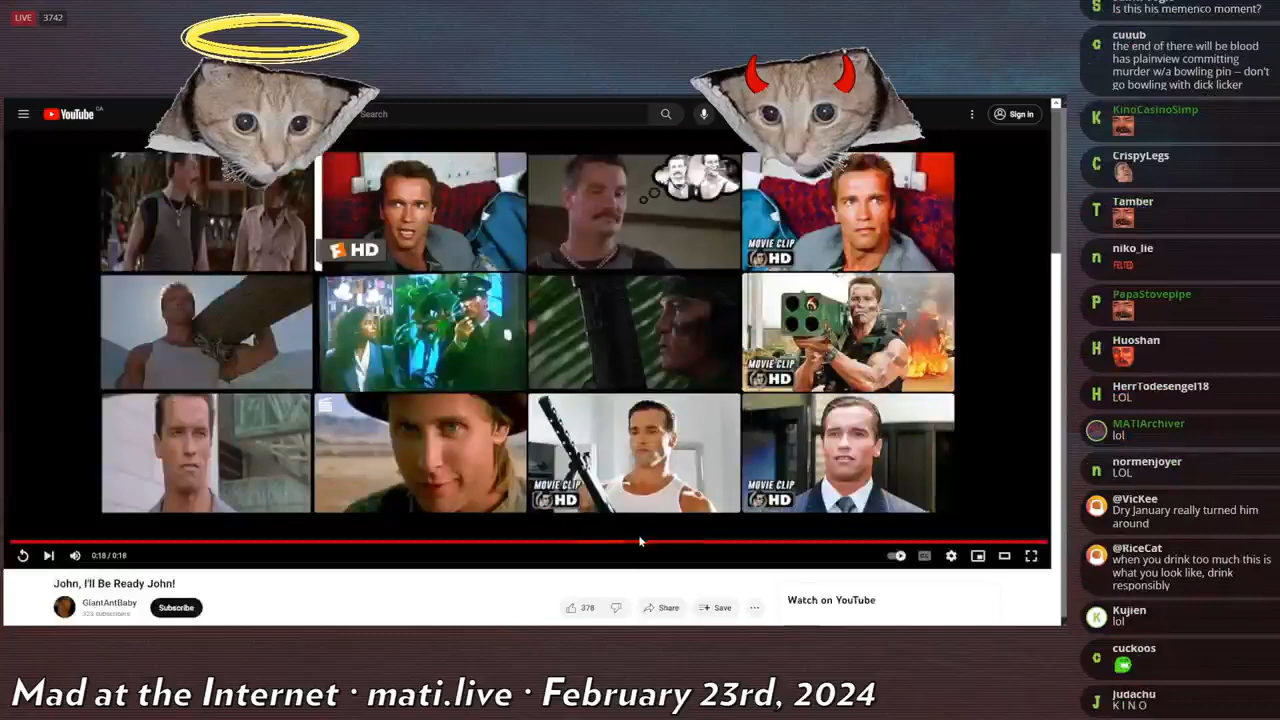 LIVE 3742
YouTube CA
Search
Sign in
HD
MOVIE CLIP
HD
MOVIE CLIP
HD
MOVIE CLIP
HD
MOVIE CLIP
HD
0:18 / 0:18
John, I'll Be Ready John!
GiantAntBaby
Subscribe
378
Share
Save
Watch on YouTube
Mad at the Internet · mati.live · February 23rd, 2024
Is this his memenco moment?
cuuub
the end of there will be blood
has plainview committing
murder w/a bowling pin – don't
go bowling with dick licker
KinoCasinoSimp
CrispyLegs
Tamber
niko_lie
FELTED
PapaStovepipe
Huoshan
HerrTodesengel18
LOL
MATIArchiver
lol
normenjoyer
LOL
@VicKee
Dry January really turned him
around
@RiceCat
when you drink too much this is
what you look like, drink
responsibly
Kujien
lol
cuckoos
Judachu
K I N O